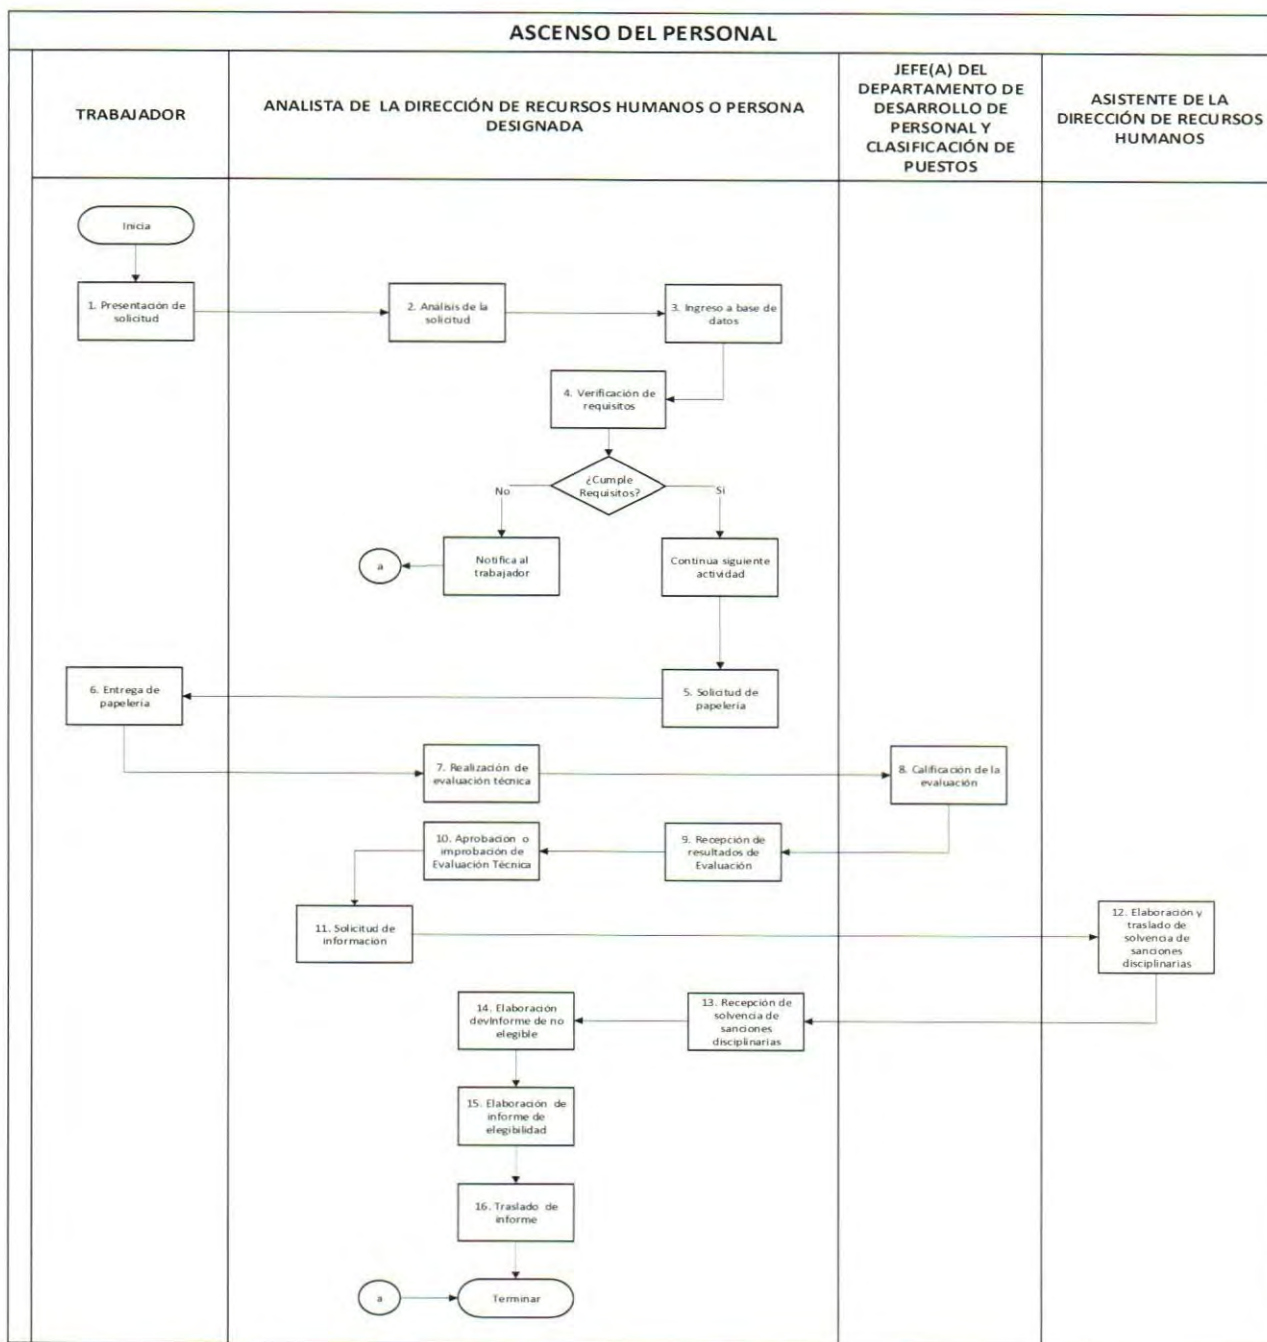 ASCENSO DEL PERSONAL
TRABAJADOR
ANALISTA DE LA DIRECCIÓN DE RECURSOS HUMANOS O PERSONA
DESIGNADA
JEFE(A) DEL
DEPARTAMENTO DE
DESARROLLO DE
PERSONAL Y
CLASIFICACIÓN DE
PUESTOS
ASISTENTE DE LA
DIRECCIÓN DE RECURSOS
HUMANOS
Inicia
1. Presentación de
solicitud
2. Análisis de la
solicitud
3. Ingreso a base de
datos
4. Verificación de
requisitos
¿Cumple
Requisitos?
No
Si
a
Notifica al
trabajador
Continua siguiente
actividad
6. Entrega de
papelería
5. Solicitud de
papelería
7. Realización de
evaluación técnica
8. Calificación de la
evaluación
10. Aprobación o
improbación de
Evaluación Técnica
9. Recepción de
resultados de
Evaluación
11. Solicitud de
información
12. Elaboración y
traslado de
solvencia de
sanciones
disciplinarias
14. Elaboración
devInforme de no
elegible
13. Recepción de
solvencia de
sanciones
disciplinarias
15. Elaboración de
informe de
elegibilidad
16. Traslado de
informe
a
Terminar